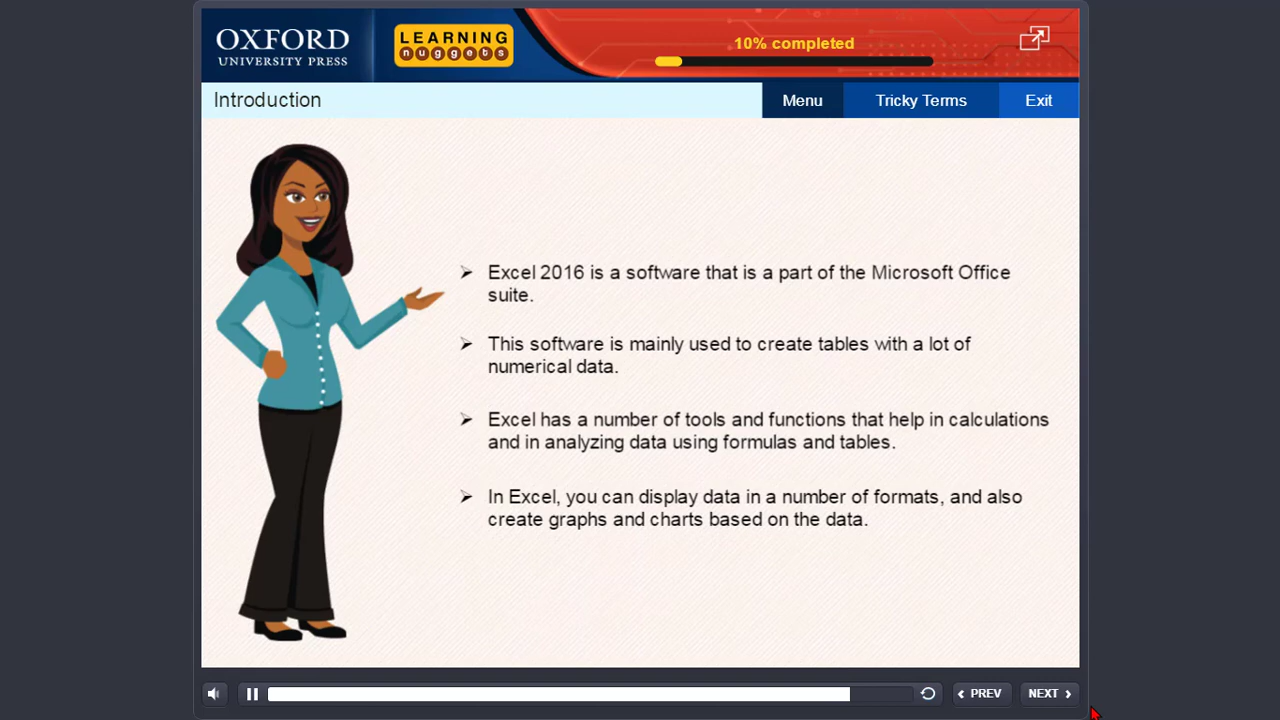 OXFORD
UNIVERSITY PRESS
LEARNING
nuggets
10% completed
Introduction
Menu
Tricky Terms
Exit
➢ Excel 2016 is a software that is a part of the Microsoft Office
suite.
➢ This software is mainly used to create tables with a lot of
numerical data.
➢ Excel has a number of tools and functions that help in calculations
and in analyzing data using formulas and tables.
➢ In Excel, you can display data in a number of formats, and also
create graphs and charts based on the data.
PREV
NEXT